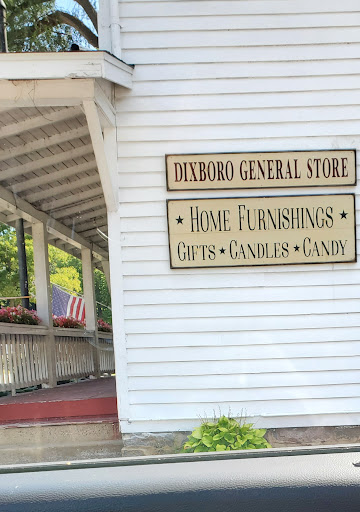 DIXBORO GENERAL STORE
★ HOME FURNISHINGS ★
GIFTS ★ CANDLES ★ CANDY